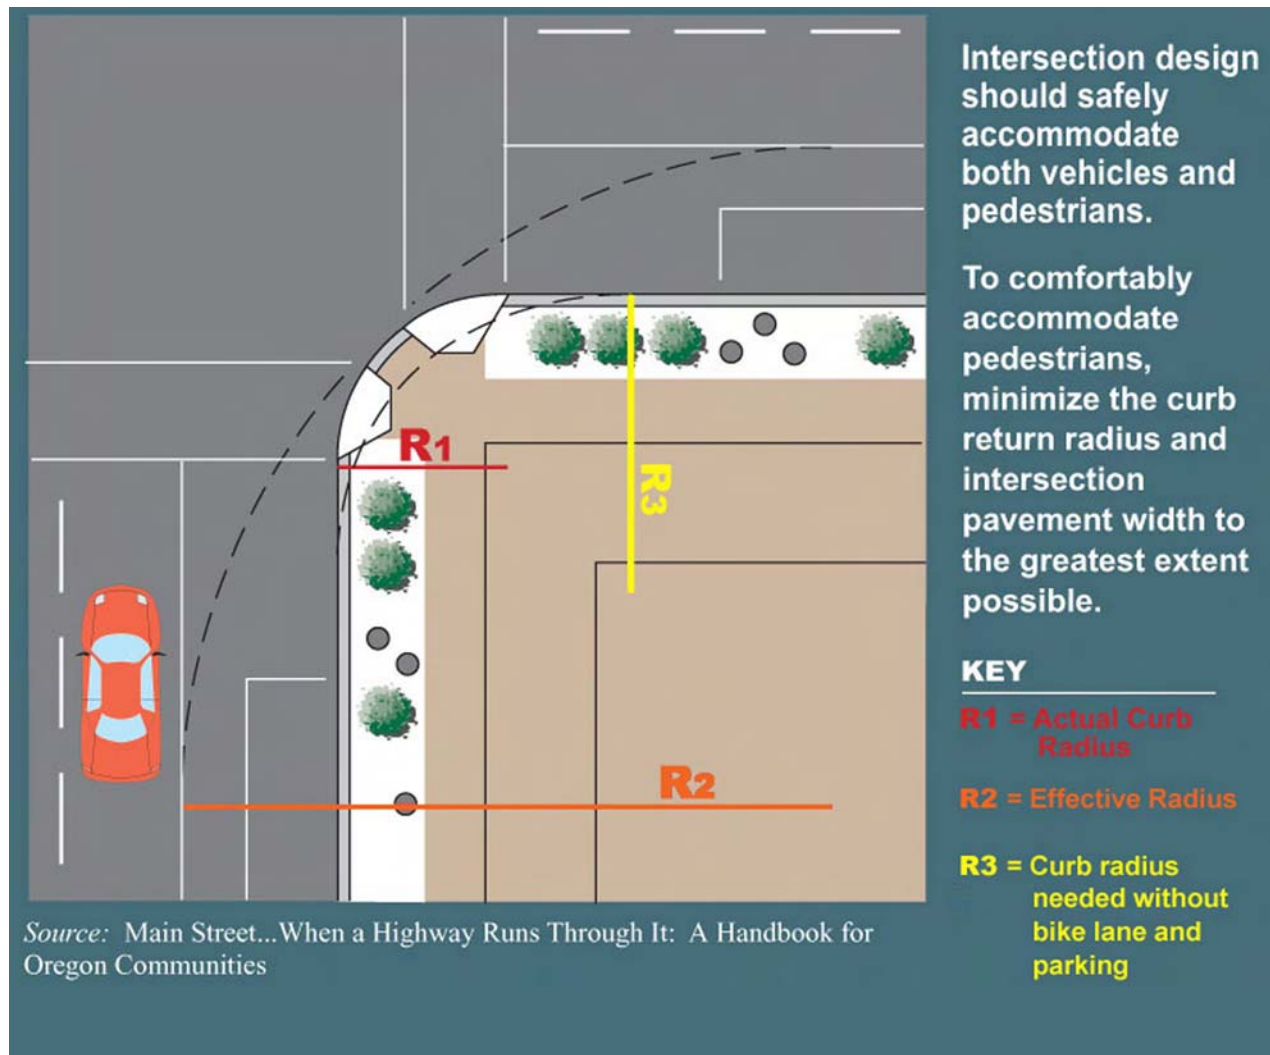 Intersection design
should safely
accommodate
both vehicles and
pedestrians.
To comfortably
accommodate
pedestrians,
minimize the curb
return radius and
intersection
pavement width to
the greatest extent
possible.
KEY
R1 = Actual Curb
Radius
R2 = Effective Radius
R3 = Curb radius
needed without
bike lane and
parking
R1
R3
R2
Source: Main Street...When a Highway Runs Through It: A Handbook for
Oregon Communities